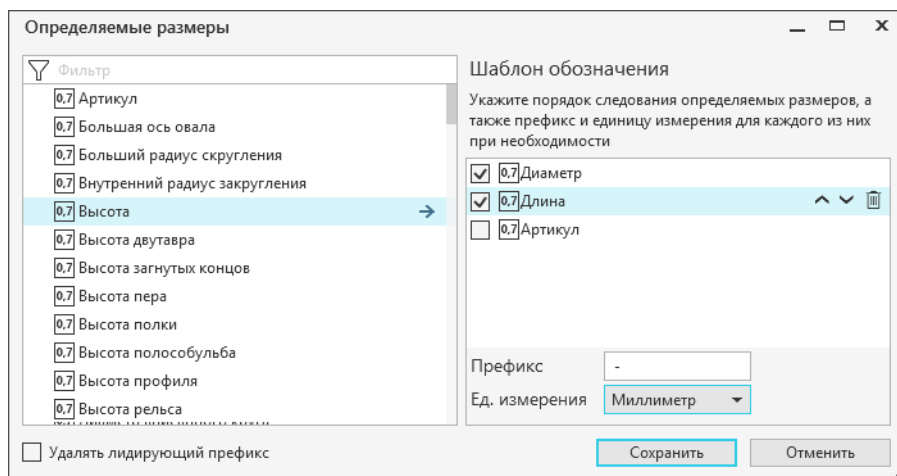 Определяемые размеры
Фильтр
0,7 Артикул
0,7 Большая ось овала
0,7 Больший радиус скругления
0,7 Внутренний радиус закругления
0,7 Высота
0,7 Высота двутавра
0,7 Высота загнутых концов
0,7 Высота пера
0,7 Высота полки
0,7 Высота полособульба
0,7 Высота профиля
0,7 Высота рельса
Шаблон обозначения
Укажите порядок следования определяемых размеров, а
также префикс и единицу измерения для каждого из них
при необходимости
0,7 Диаметр
0,7 Длина
0,7 Артикул
Префикс -
Ед. измерения Миллиметр
Удалять лидирующий префикс
Сохранить
Отменить